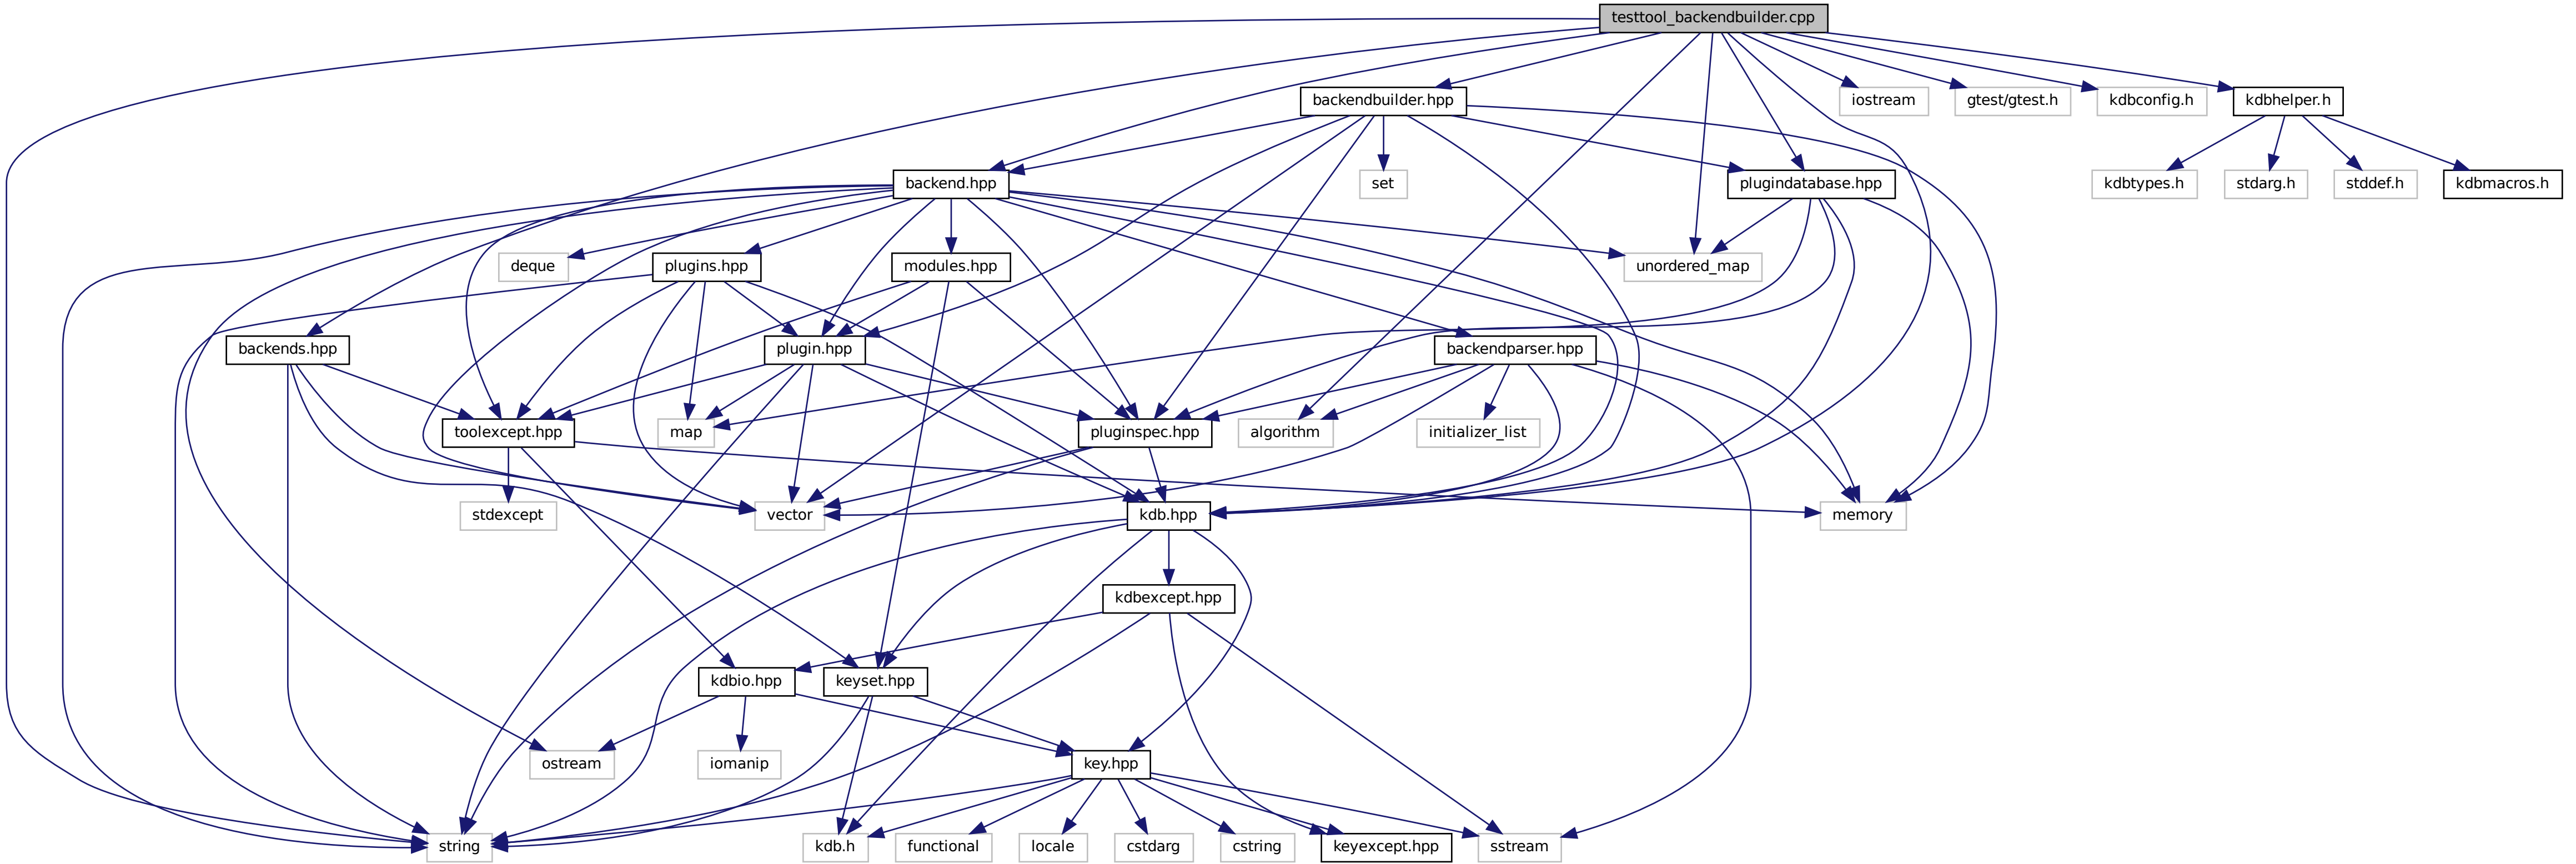 testtool_backendbuilder.cpp
backendbuilder.hpp
iostream
gtest/gtest.h
kdbconfig.h
kdbhelper.h
backend.hpp
set
plugindatabase.hpp
kdbtypes.h
stdarg.h
stddef.h
kdbmacros.h
deque
plugins.hpp
modules.hpp
unordered_map
backends.hpp
plugin.hpp
backendparser.hpp
toolexcept.hpp
map
pluginspec.hpp
algorithm
initializer_list
stdexcept
vector
kdb.hpp
memory
kdbexcept.hpp
kdbio.hpp
keyset.hpp
ostream
iomanip
key.hpp
string
kdb.h
functional
locale
cstdarg
cstring
keyexcept.hpp
sstream